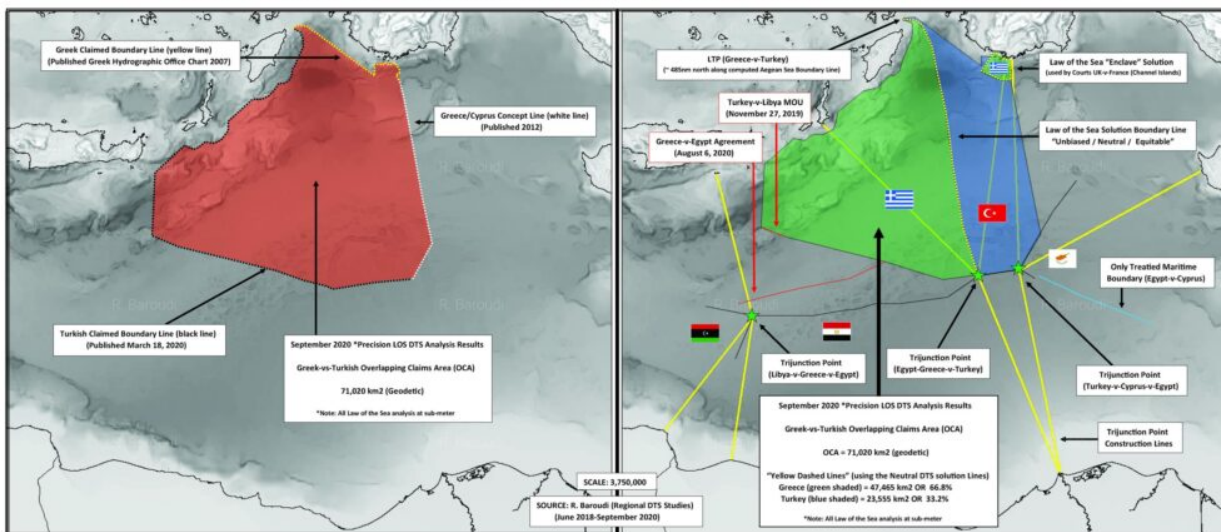 Greek Claimed Boundary Line (yellow line)
(Published Greek Hydrographic Office Chart 2007)
Greece/Cyprus Concept Line (white line)
(Published 2012)
R. Baroudi
Turkish Claimed Boundary Line (black line)
(Published March 18, 2020)
September 2020 *Precision LOS DTS Analysis Results
Greek-vs-Turkish Overlapping Claims Area (OCA)
71,020 km2 (Geodetic)
*Note: All Law of the Sea analysis at sub-meter
SCALE: 3,750,000
SOURCE: R. Baroudi (Regional DTS Studies)
(June 2018-September 2020)
LTP (Greece-v-Turkey)
(~ 485nm north along computed Aegean Sea Boundary Line)
Turkey-v-Libya MOU
(November 27, 2019)
Greece-v-Egypt Agreement
(August 6, 2020)
Law of the Sea "Enclave" Solution
(used by Courts UK-v-France (Channel Islands)
Law of the Sea Solution Boundary Line
"Unbiased / Neutral / Equitable"
Only Treated Maritime
Boundary (Egypt-v-Cyprus)
R. Baroudi
Trijunction Point
(Libya-v-Greece-v-Egypt)
Trijunction Point
(Egypt-Greece-v-Turkey)
Trijunction Point
(Turkey-v-Cyprus-v-Egypt)
Trijunction Point
Construction Lines
September 2020 *Precision LOS DTS Analysis Results
Greek-vs-Turkish Overlapping Claims Area (OCA)
OCA = 71,020 km2 (geodetic)
"Yellow Dashed Lines" (using the Neutral DTS solution Lines)
Greece (green shaded) = 47,465 km2 OR 66.8%
Turkey (blue shaded) = 23,555 km2 OR 33.2%
*Note: All Law of the Sea analysis at sub-meter